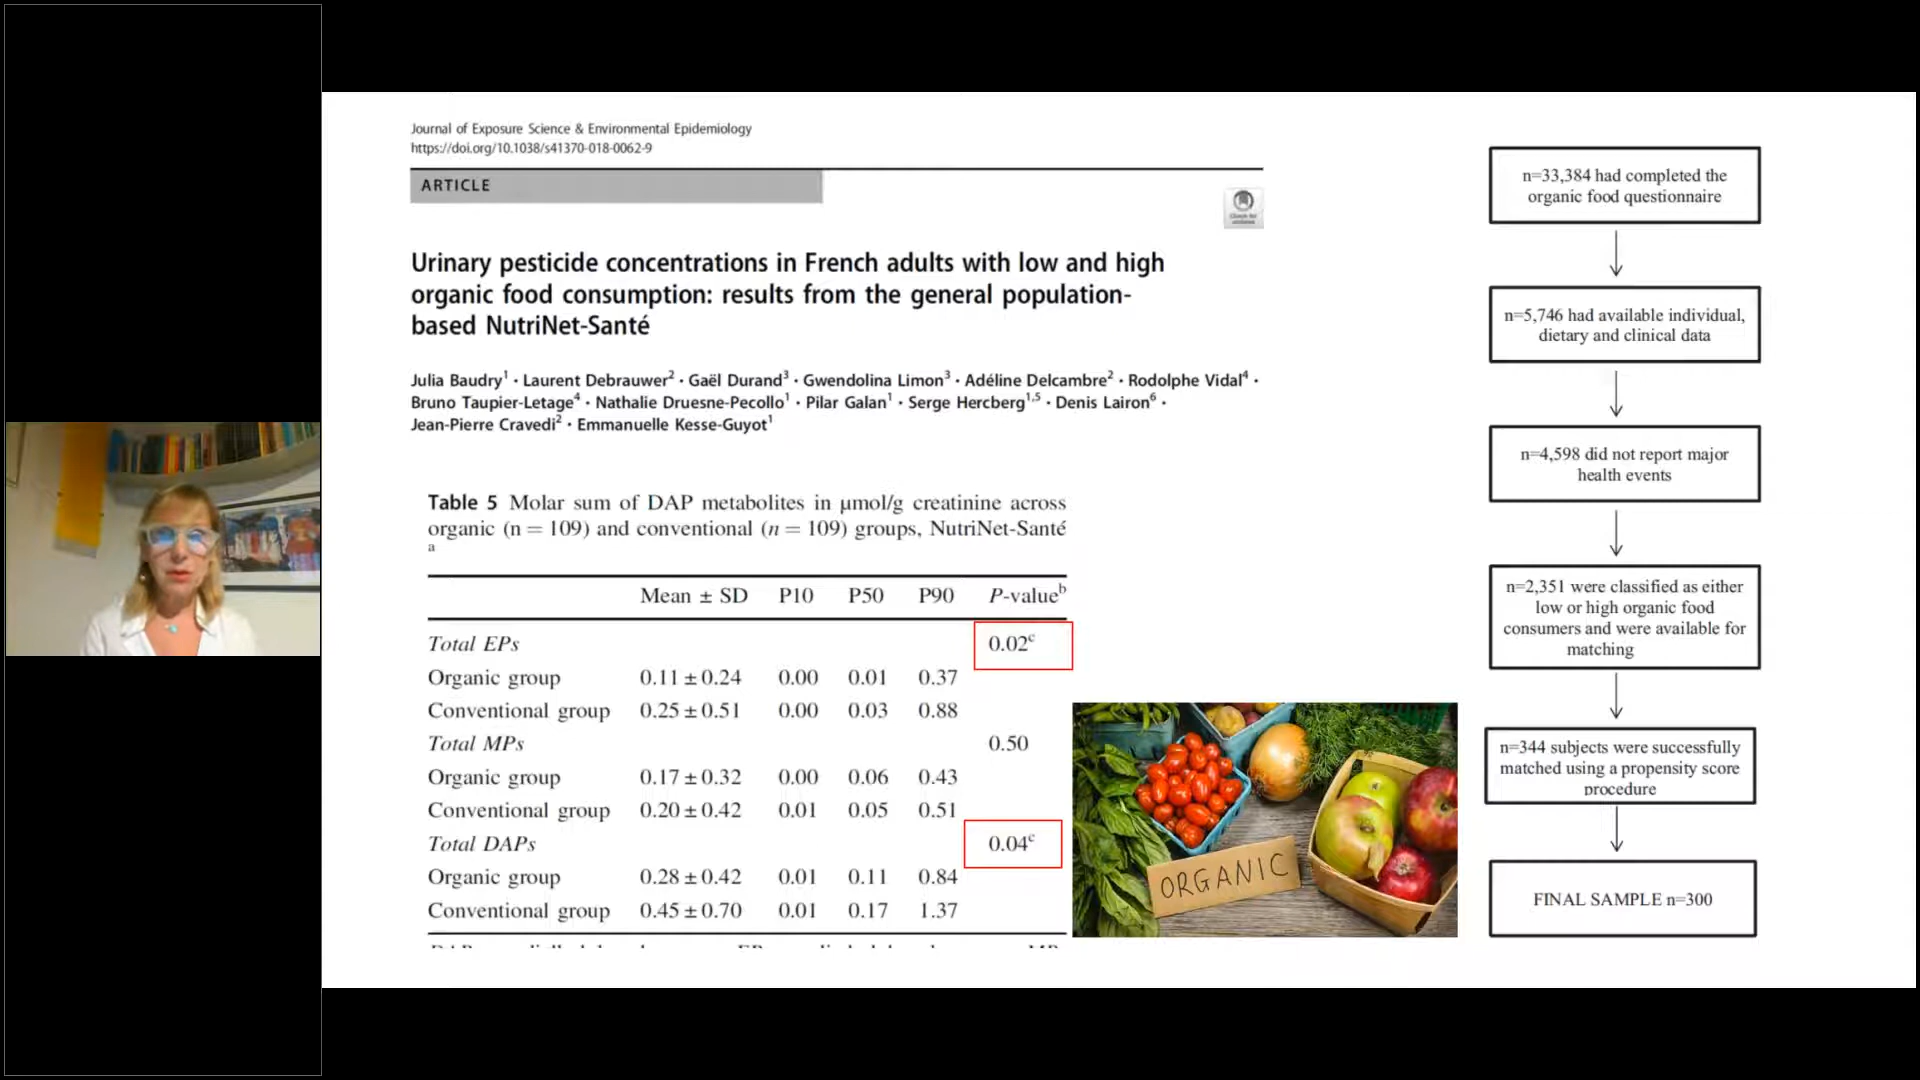 Journal of Exposure Science & Environmental Epidemiology
https://doi.org/10.1038/s41370-018-0062-9
ARTICLE
Check for updates
Urinary pesticide concentrations in French adults with low and high
organic food consumption: results from the general population-
based NutriNet-Santé
Julia Baudry1 · Laurent Debrauwer2 · Gaël Durand3 · Gwendolina Limon3 · Adéline Delcambre2 · Rodolphe Vidal4 ·
Bruno Taupier-Letage4 · Nathalie Druesne-Pecollo1 · Pilar Galan1 · Serge Hercberg1,5 · Denis Lairon6 ·
Jean-Pierre Cravedi2 · Emmanuelle Kesse-Guyot1
Table 5 Molar sum of DAP metabolites in µmol/g creatinine across
organic (n = 109) and conventional (n = 109) groups, NutriNet-Santé
a
Mean ± SD P10 P50 P90 P-valueb
Total EPs 0.02c
Organic group 0.11 ± 0.24 0.00 0.01 0.37
Conventional group 0.25 ± 0.51 0.00 0.03 0.88
Total MPs 0.50
Organic group 0.17 ± 0.32 0.00 0.06 0.43
Conventional group 0.20 ± 0.42 0.01 0.05 0.51
Total DAPs 0.04c
Organic group 0.28 ± 0.42 0.01 0.11 0.84
Conventional group 0.45 ± 0.70 0.01 0.17 1.37
ORGANIC
n=33,384 had completed the
organic food questionnaire
n=5,746 had available individual,
dietary and clinical data
n=4,598 did not report major
health events
n=2,351 were classified as either
low or high organic food
consumers and were available for
matching
n=344 subjects were successfully
matched using a propensity score
procedure
FINAL SAMPLE n=300